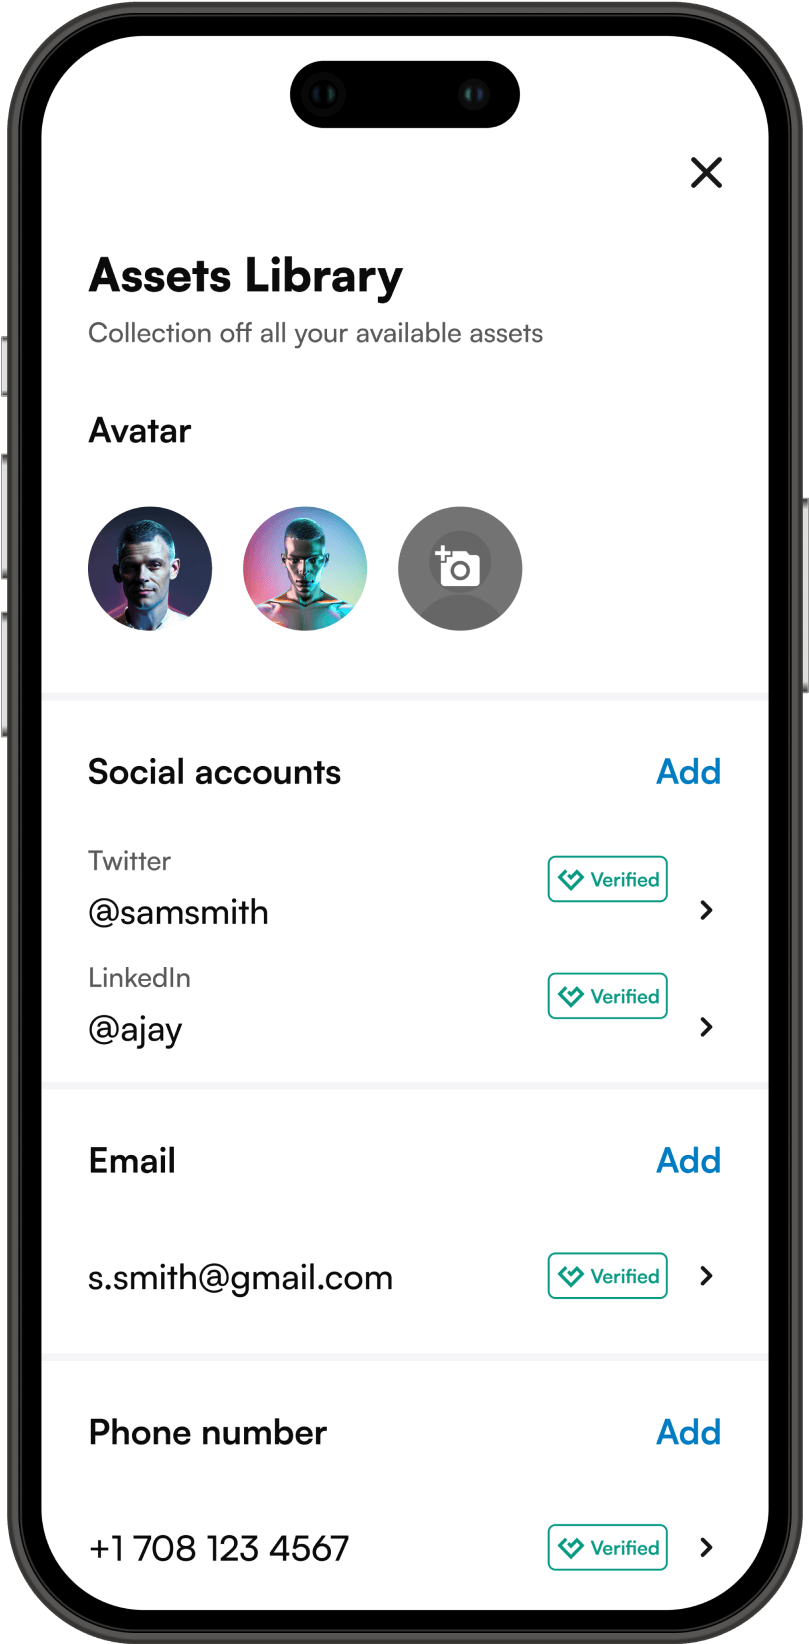 Assets Library
Collection off all your available assets
Avatar
Social accounts Add
Twitter
Verified
@samsmith
LinkedIn
Verified
@ajay
Email Add
s.smith@gmail.com Verified
Phone number Add
+1 708 123 4567 Verified